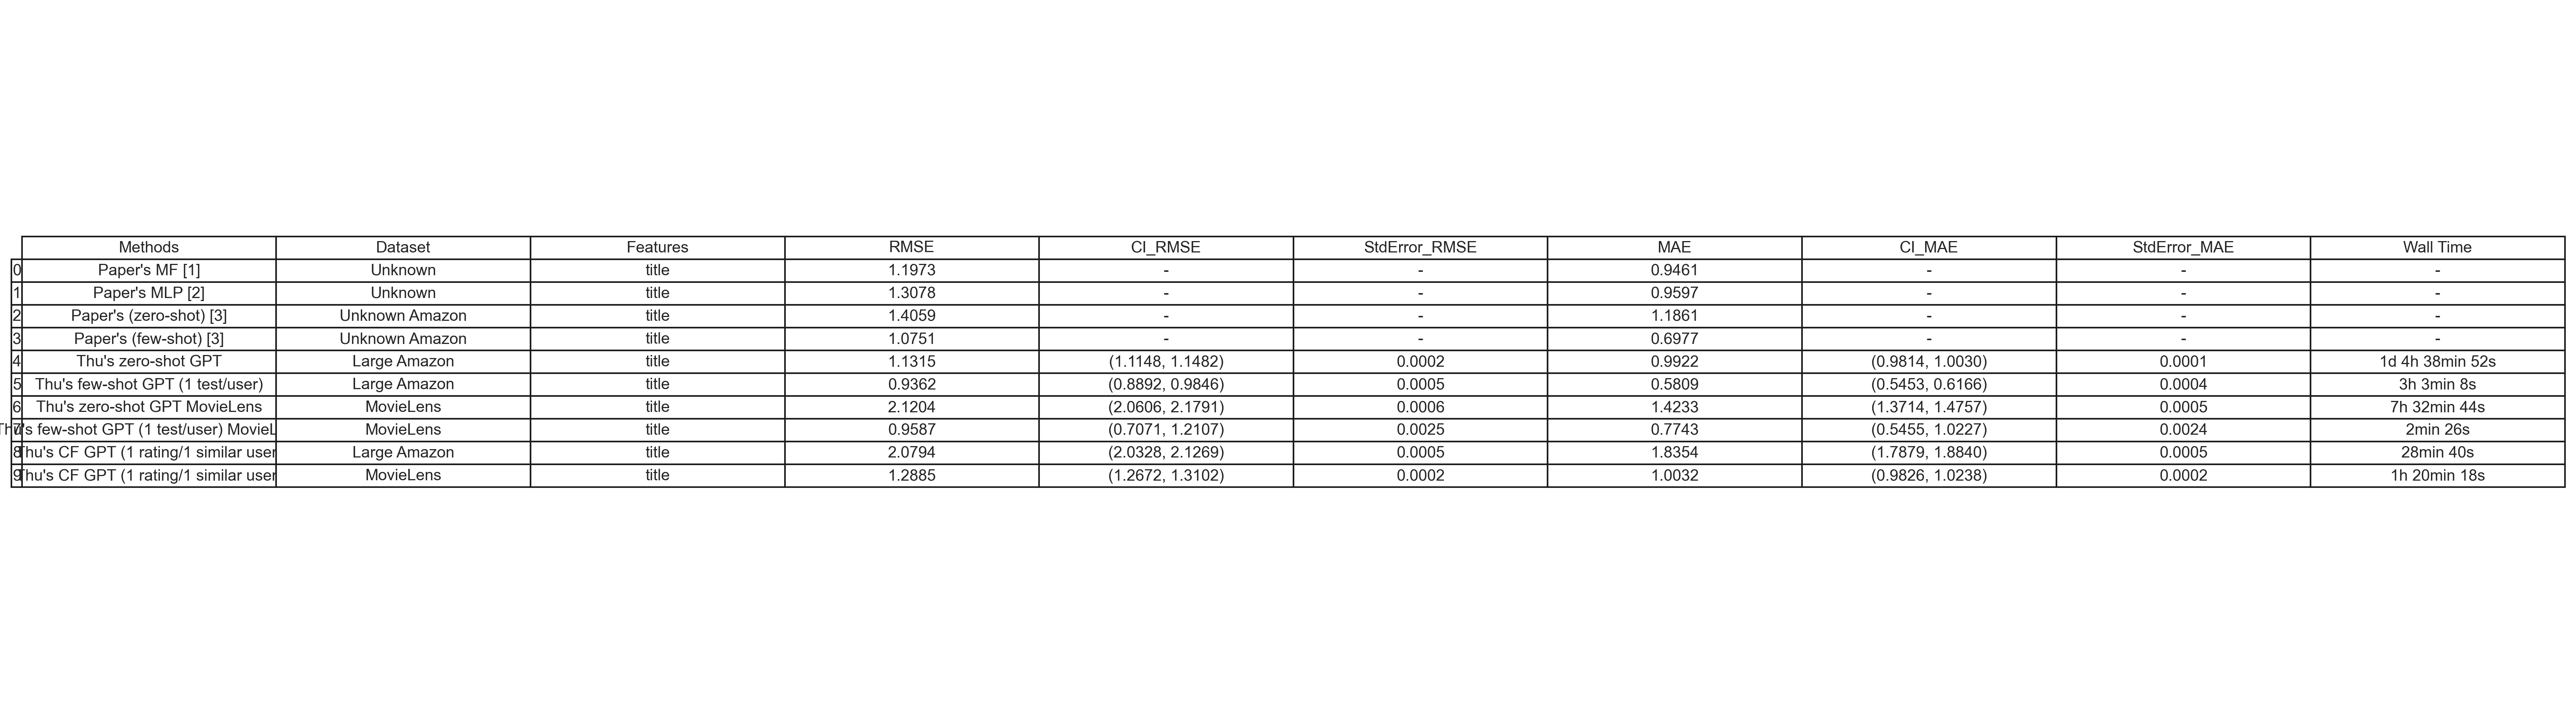 Methods Dataset Features RMSE CI_RMSE StdError_RMSE MAE CI_MAE StdError_MAE Wall Time
0 Paper's MF [1] Unknown title 1.1973 - - 0.9461 - - -
1 Paper's MLP [2] Unknown title 1.3078 - - 0.9597 - - -
2 Paper's (zero-shot) [3] Unknown Amazon title 1.4059 - - 1.1861 - - -
3 Paper's (few-shot) [3] Unknown Amazon title 1.0751 - - 0.6977 - - -
4 Thu's zero-shot GPT Large Amazon title 1.1315 (1.1148, 1.1482) 0.0002 0.9922 (0.9814, 1.0030) 0.0001 1d 4h 38min 52s
5 Thu's few-shot GPT (1 test/user) Large Amazon title 0.9362 (0.8892, 0.9846) 0.0005 0.5809 (0.5453, 0.6166) 0.0004 3h 3min 8s
6 Thu's zero-shot GPT MovieLens MovieLens title 2.1204 (2.0606, 2.1791) 0.0006 1.4233 (1.3714, 1.4757) 0.0005 7h 32min 44s
7 Thu's few-shot GPT (1 test/user) MovieL MovieLens title 0.9587 (0.7071, 1.2107) 0.0025 0.7743 (0.5455, 1.0227) 0.0024 2min 26s
8 Thu's CF GPT (1 rating/1 similar user Large Amazon title 2.0794 (2.0328, 2.1269) 0.0005 1.8354 (1.7879, 1.8840) 0.0005 28min 40s
9 Thu's CF GPT (1 rating/1 similar user MovieLens title 1.2885 (1.2672, 1.3102) 0.0002 1.0032 (0.9826, 1.0238) 0.0002 1h 20min 18s